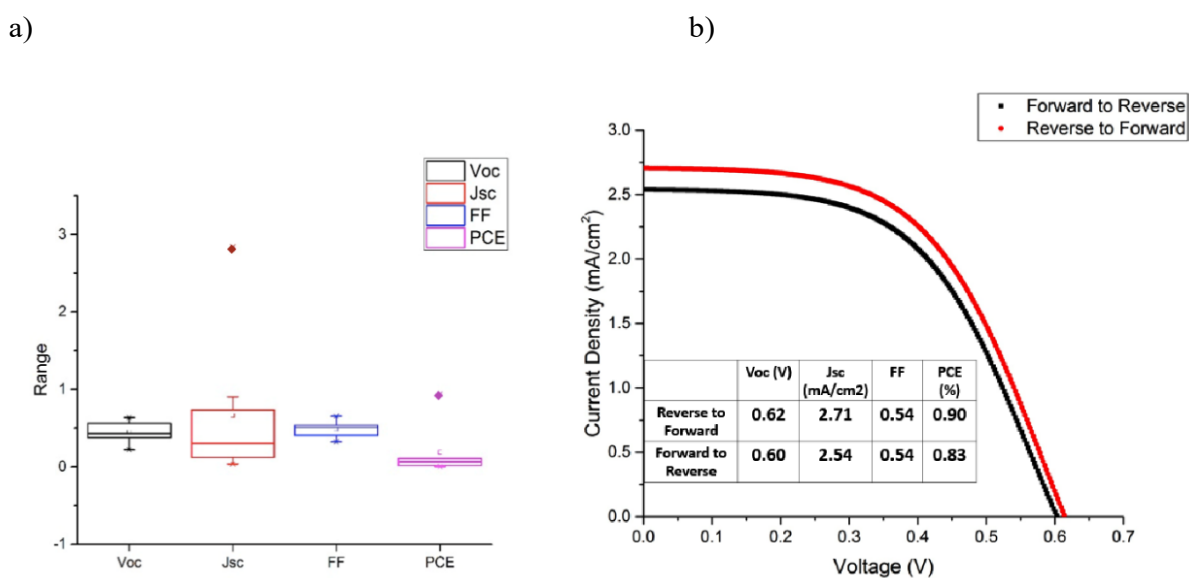 a)
b)
Voc
Jsc
FF
PCE
3
2
1
0
-1
Range
Voc Jsc FF PCE
Forward to Reverse
Reverse to Forward
3.0
2.5
2.0
1.5
1.0
0.5
0.0
Current Density (mA/cm²)
Voc (V) Jsc (mA/cm2) FF PCE (%)
Reverse to Forward 0.62 2.71 0.54 0.90
Forward to Reverse 0.60 2.54 0.54 0.83
0.0 0.1 0.2 0.3 0.4 0.5 0.6 0.7
Voltage (V)